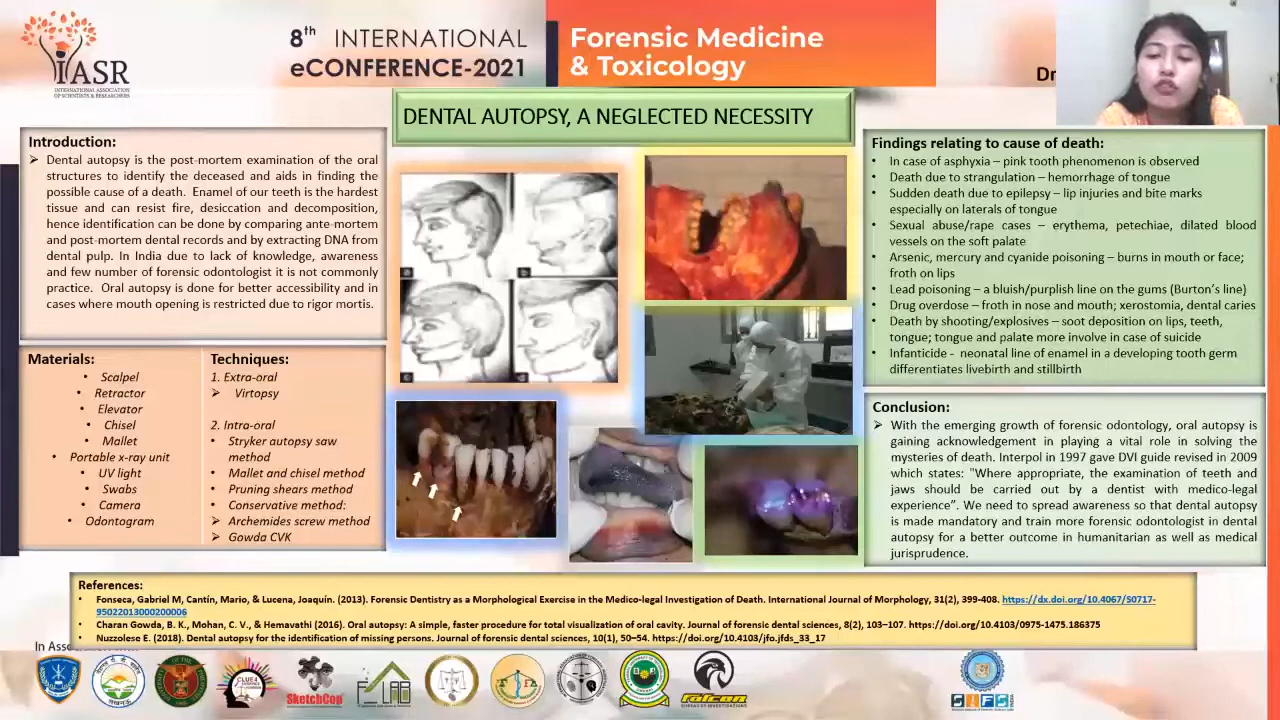 IASR
INTERNATIONAL ASSOCIATION
OF SCIENTISTS & RESEARCHERS
8th INTERNATIONAL
eCONFERENCE-2021
Forensic Medicine
& Toxicology
Dr
DENTAL AUTOPSY, A NEGLECTED NECESSITY
Introduction:
➢ Dental autopsy is the post-mortem examination of the oral
structures to identify the deceased and aids in finding the
possible cause of a death. Enamel of our teeth is the hardest
tissue and can resist fire, desiccation and decomposition,
hence identification can be done by comparing ante-mortem
and post-mortem dental records and by extracting DNA from
dental pulp. In India due to lack of knowledge, awareness
and few number of forensic odontologist it is not commonly
practice. Oral autopsy is done for better accessibility and in
cases where mouth opening is restricted due to rigor mortis.
Materials:
• Scalpel
• Retractor
• Elevator
• Chisel
• Mallet
• Portable x-ray unit
• UV light
• Swabs
• Camera
• Odontogram
Techniques:
1. Extra-oral
➢ Virtopsy
2. Intra-oral
• Stryker autopsy saw
method
• Mallet and chisel method
• Pruning shears method
• Conservative method:
➢ Archemides screw method
➢ Gowda CVK
Findings relating to cause of death:
• In case of asphyxia – pink tooth phenomenon is observed
• Death due to strangulation – hemorrhage of tongue
• Sudden death due to epilepsy – lip injuries and bite marks
especially on laterals of tongue
• Sexual abuse/rape cases – erythema, petechiae, dilated blood
vessels on the soft palate
• Arsenic, mercury and cyanide poisoning – burns in mouth or face;
froth on lips
• Lead poisoning – a bluish/purplish line on the gums (Burton's line)
• Drug overdose – froth in nose and mouth; xerostomia, dental caries
• Death by shooting/explosives – soot deposition on lips, teeth,
tongue; tongue and palate more involve in case of suicide
• Infanticide - neonatal line of enamel in a developing tooth germ
differentiates livebirth and stillbirth
Conclusion:
➢ With the emerging growth of forensic odontology, oral autopsy is
gaining acknowledgement in playing a vital role in solving the
mysteries of death. Interpol in 1997 gave DVI guide revised in 2009
which states: "Where appropriate, the examination of teeth and
jaws should be carried out by a dentist with medico-legal
experience". We need to spread awareness so that dental autopsy
is made mandatory and train more forensic odontologist in dental
autopsy for a better outcome in humanitarian as well as medical
jurisprudence.
References:
• Fonseca, Gabriel M, Cantín, Mario, & Lucena, Joaquín. (2013). Forensic Dentistry as a Morphological Exercise in the Medico-legal Investigation of Death. International Journal of Morphology, 31(2), 399-408. https://dx.doi.org/10.4067/S0717-
95022013000200006
• Charan Gowda, B. K., Mohan, C. V., & Hemavathi (2016). Oral autopsy: A simple, faster procedure for total visualization of oral cavity. Journal of forensic dental sciences, 8(2), 103–107. https://doi.org/10.4103/0975-1475.186375
• Nuzzolese E. (2018). Dental autopsy for the identification of missing persons. Journal of forensic dental sciences, 10(1), 50–54. https://doi.org/10.4103/jfo.jfds_33_17
CLUE4
SketchCop
F LAB
FALCON
SIFS